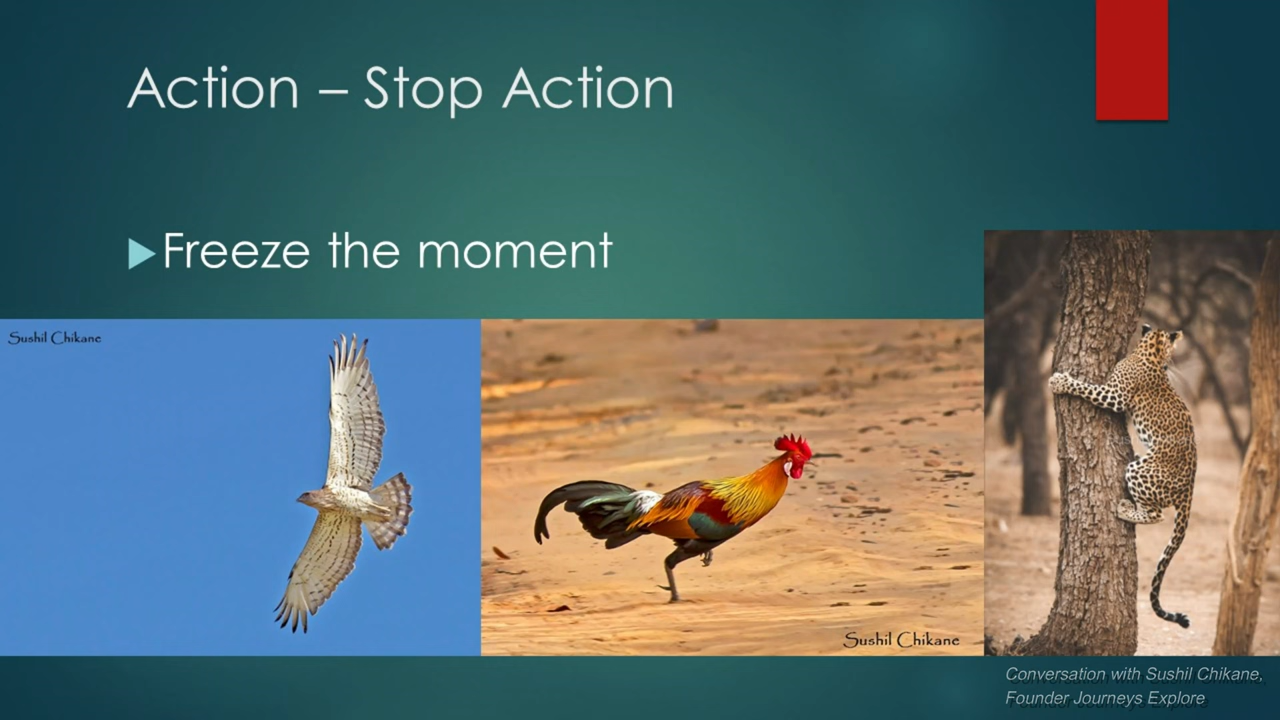 Action – Stop Action
Freeze the moment
Sushil Chikane
Sushil Chikane
Conversation with Sushil Chikane,
Founder Journeys Explore